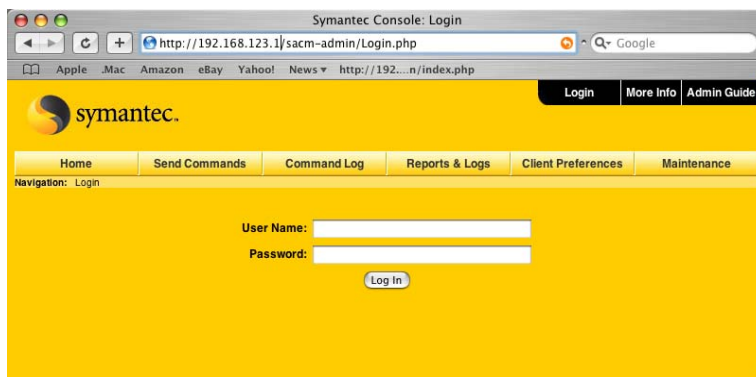 Symantec Console: Login
http://192.168.123.1/sacm-admin/Login.php
Google
Apple .Mac Amazon eBay Yahoo! News http://192....n/index.php
Login More Info Admin Guide
symantec.
Home Send Commands Command Log Reports & Logs Client Preferences Maintenance
Navigation: Login
User Name:
Password:
Log In